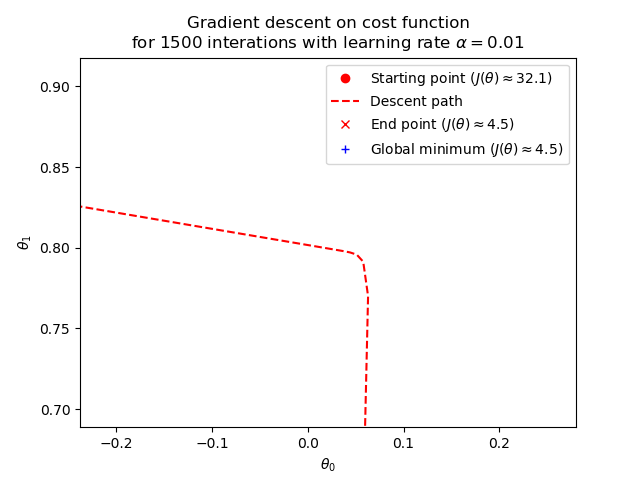 Gradient descent on cost function
for 1500 interations with learning rate α = 0.01
Starting point (J(θ) ≈ 32.1)
Descent path
End point (J(θ) ≈ 4.5)
Global minimum (J(θ) ≈ 4.5)
0.90
0.85
0.80
0.75
0.70
θ₁
−0.2
−0.1
0.0
0.1
0.2
θ₀